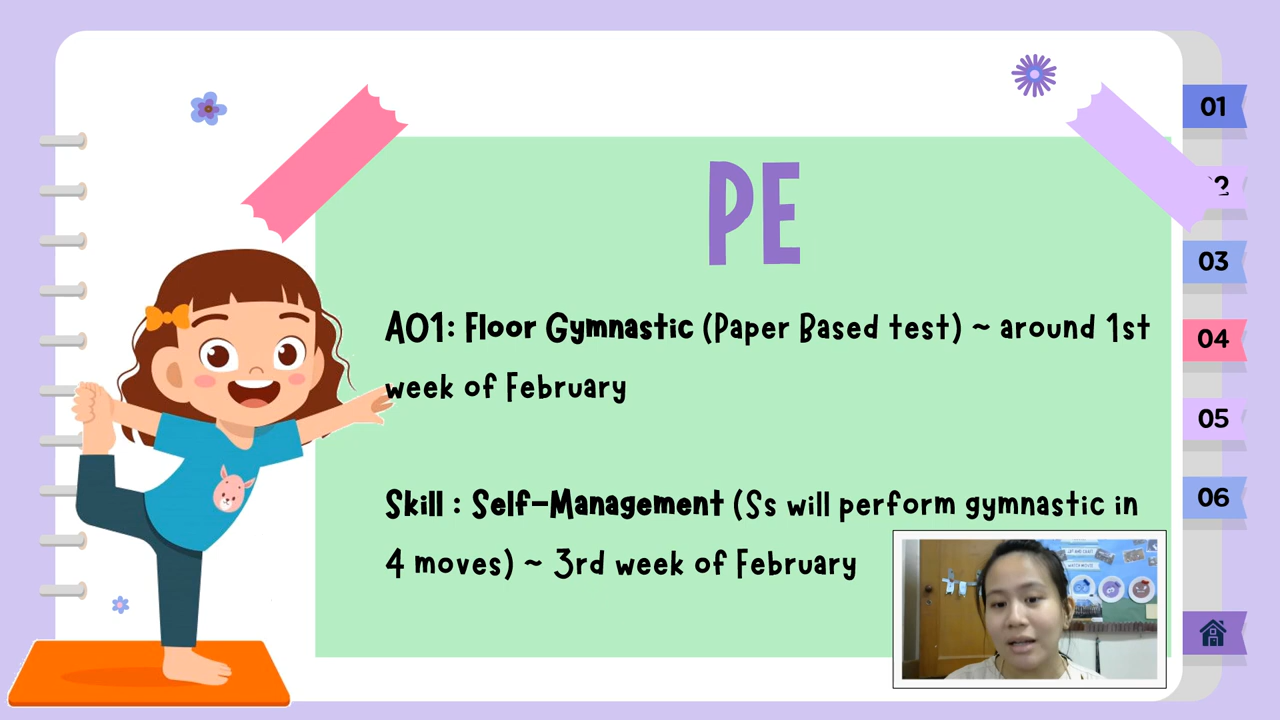 PE
AO1: Floor Gymnastic (Paper Based test) ~ around 1st
week of February
Skill : Self-Management (Ss will perform gymnastic in
4 moves) ~ 3rd week of February
01
03
04
05
06